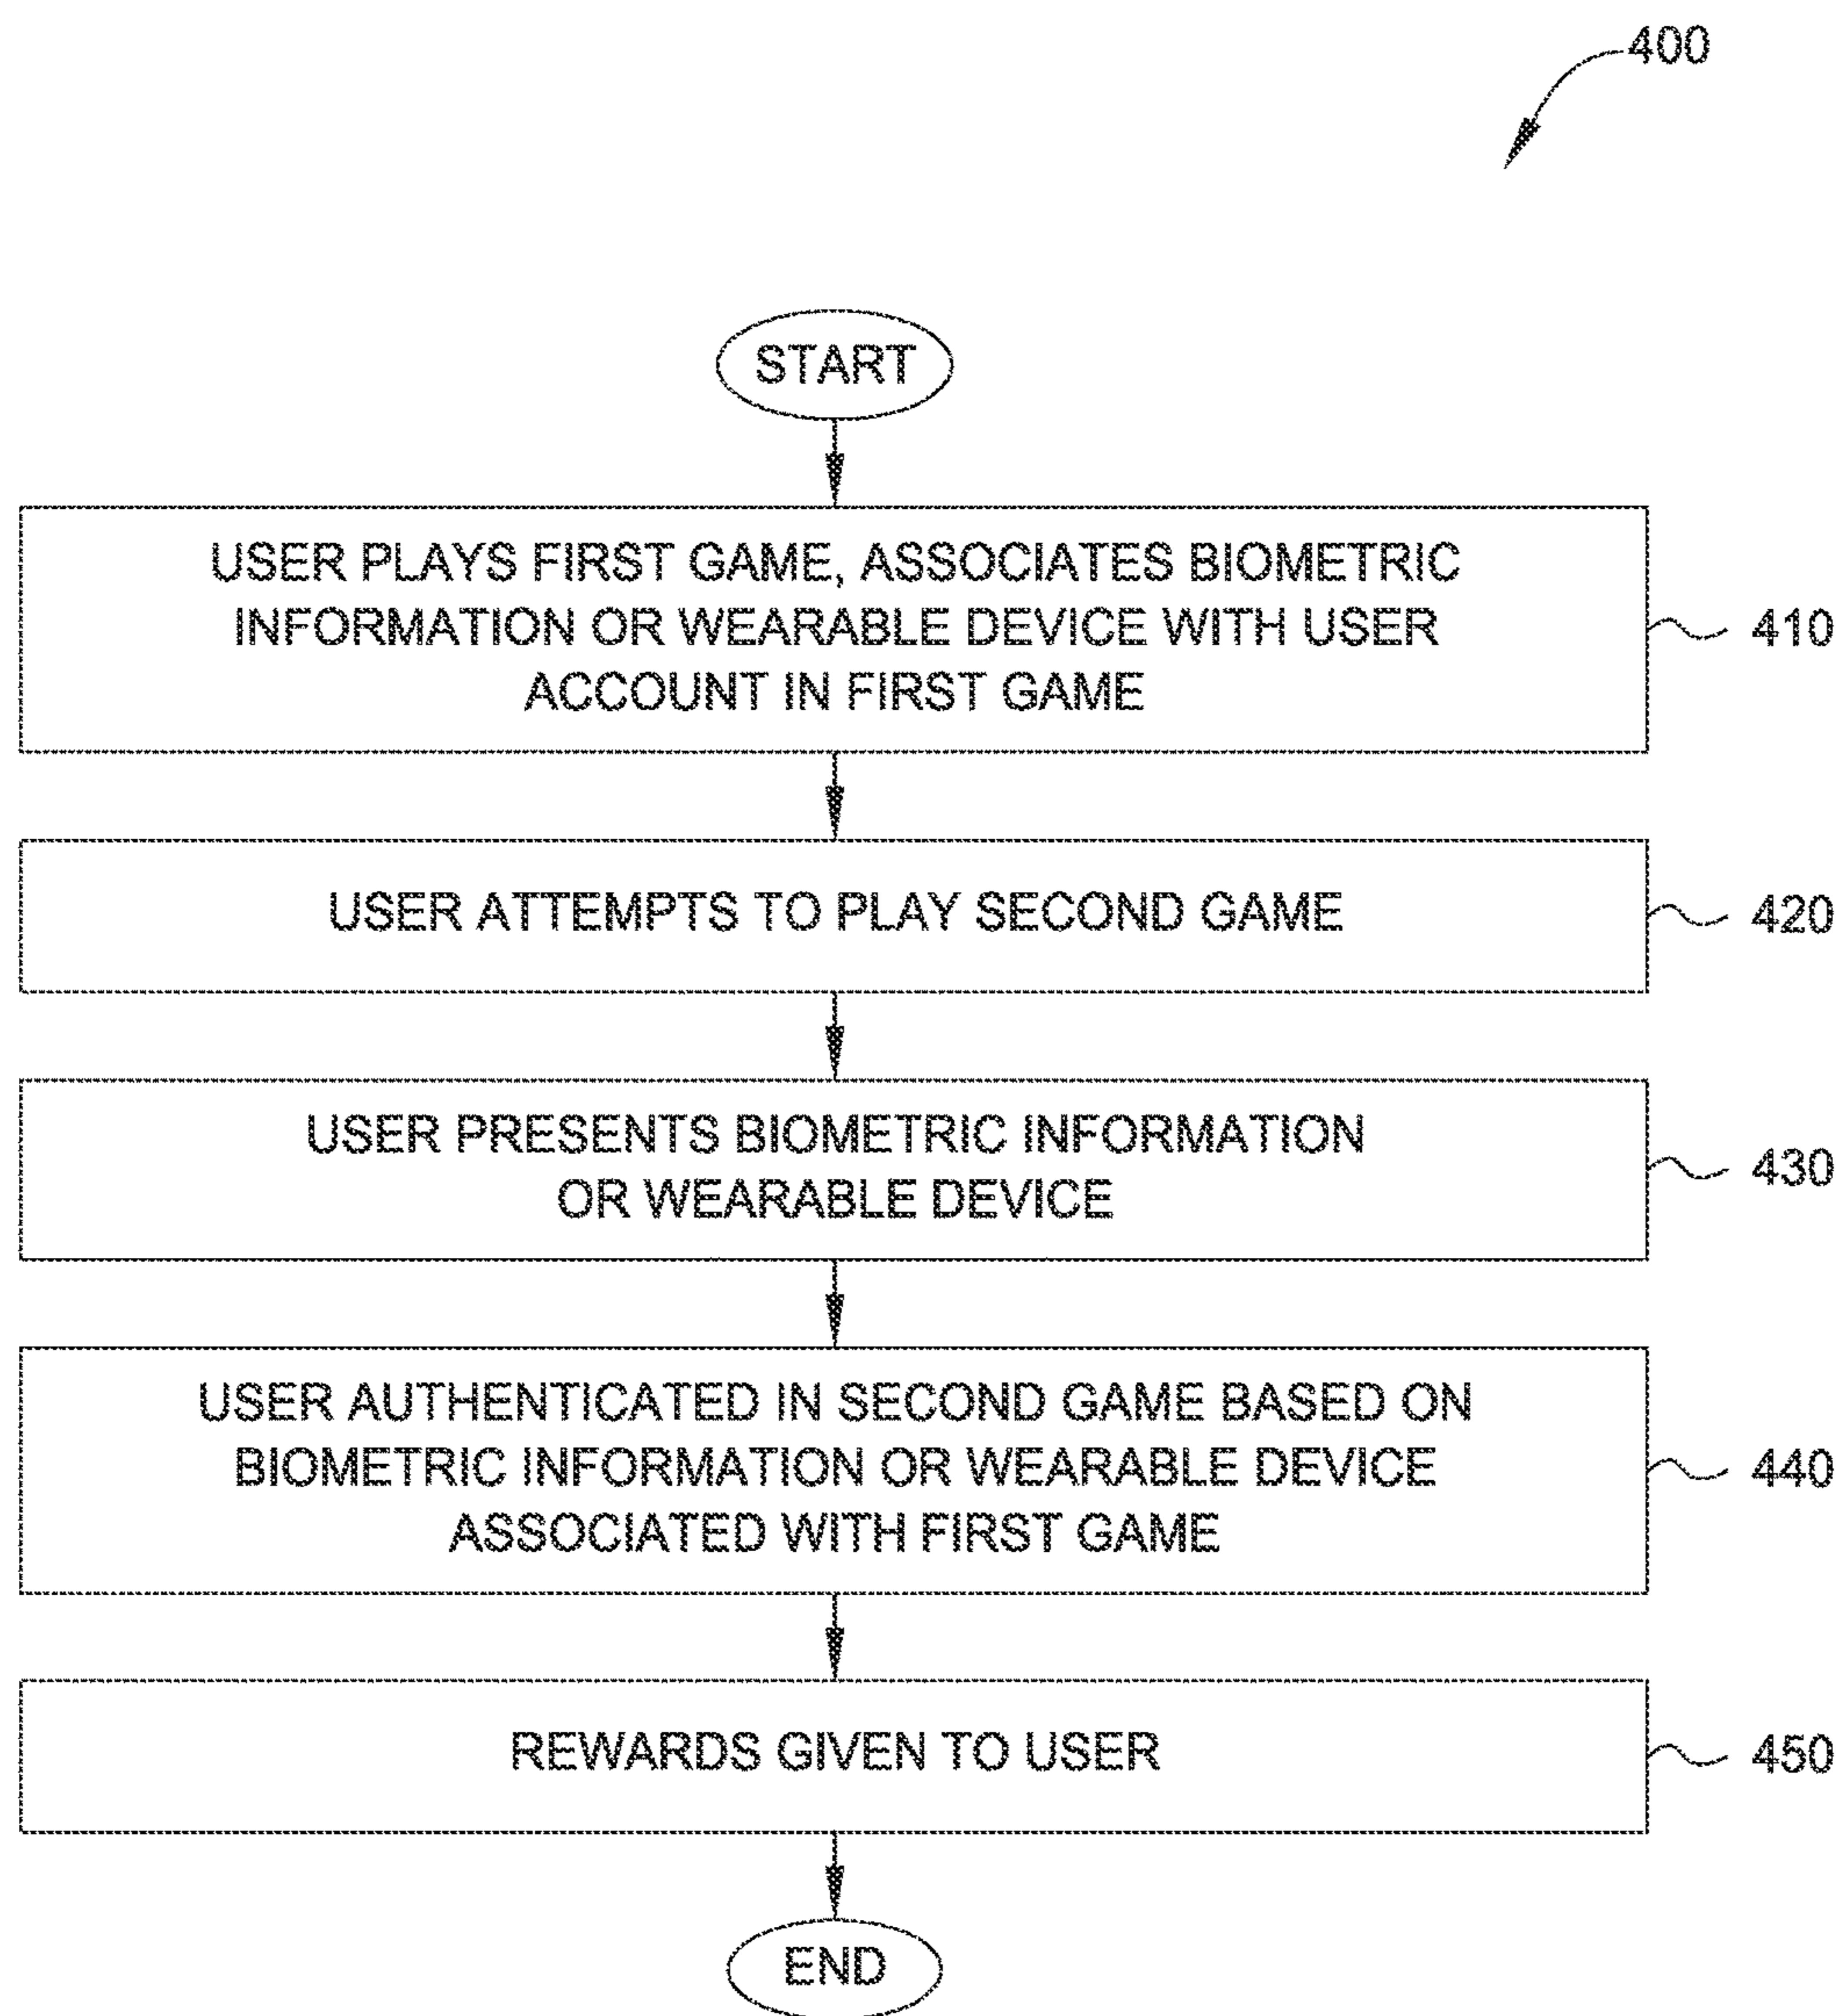 400
START
USER PLAYS FIRST GAME, ASSOCIATES BIOMETRIC
INFORMATION OR WEARABLE DEVICE WITH USER
ACCOUNT IN FIRST GAME
410
USER ATTEMPTS TO PLAY SECOND GAME
420
USER PRESENTS BIOMETRIC INFORMATION
OR WEARABLE DEVICE
430
USER AUTHENTICATED IN SECOND GAME BASED ON
BIOMETRIC INFORMATION OR WEARABLE DEVICE
ASSOCIATED WITH FIRST GAME
440
REWARDS GIVEN TO USER
450
END